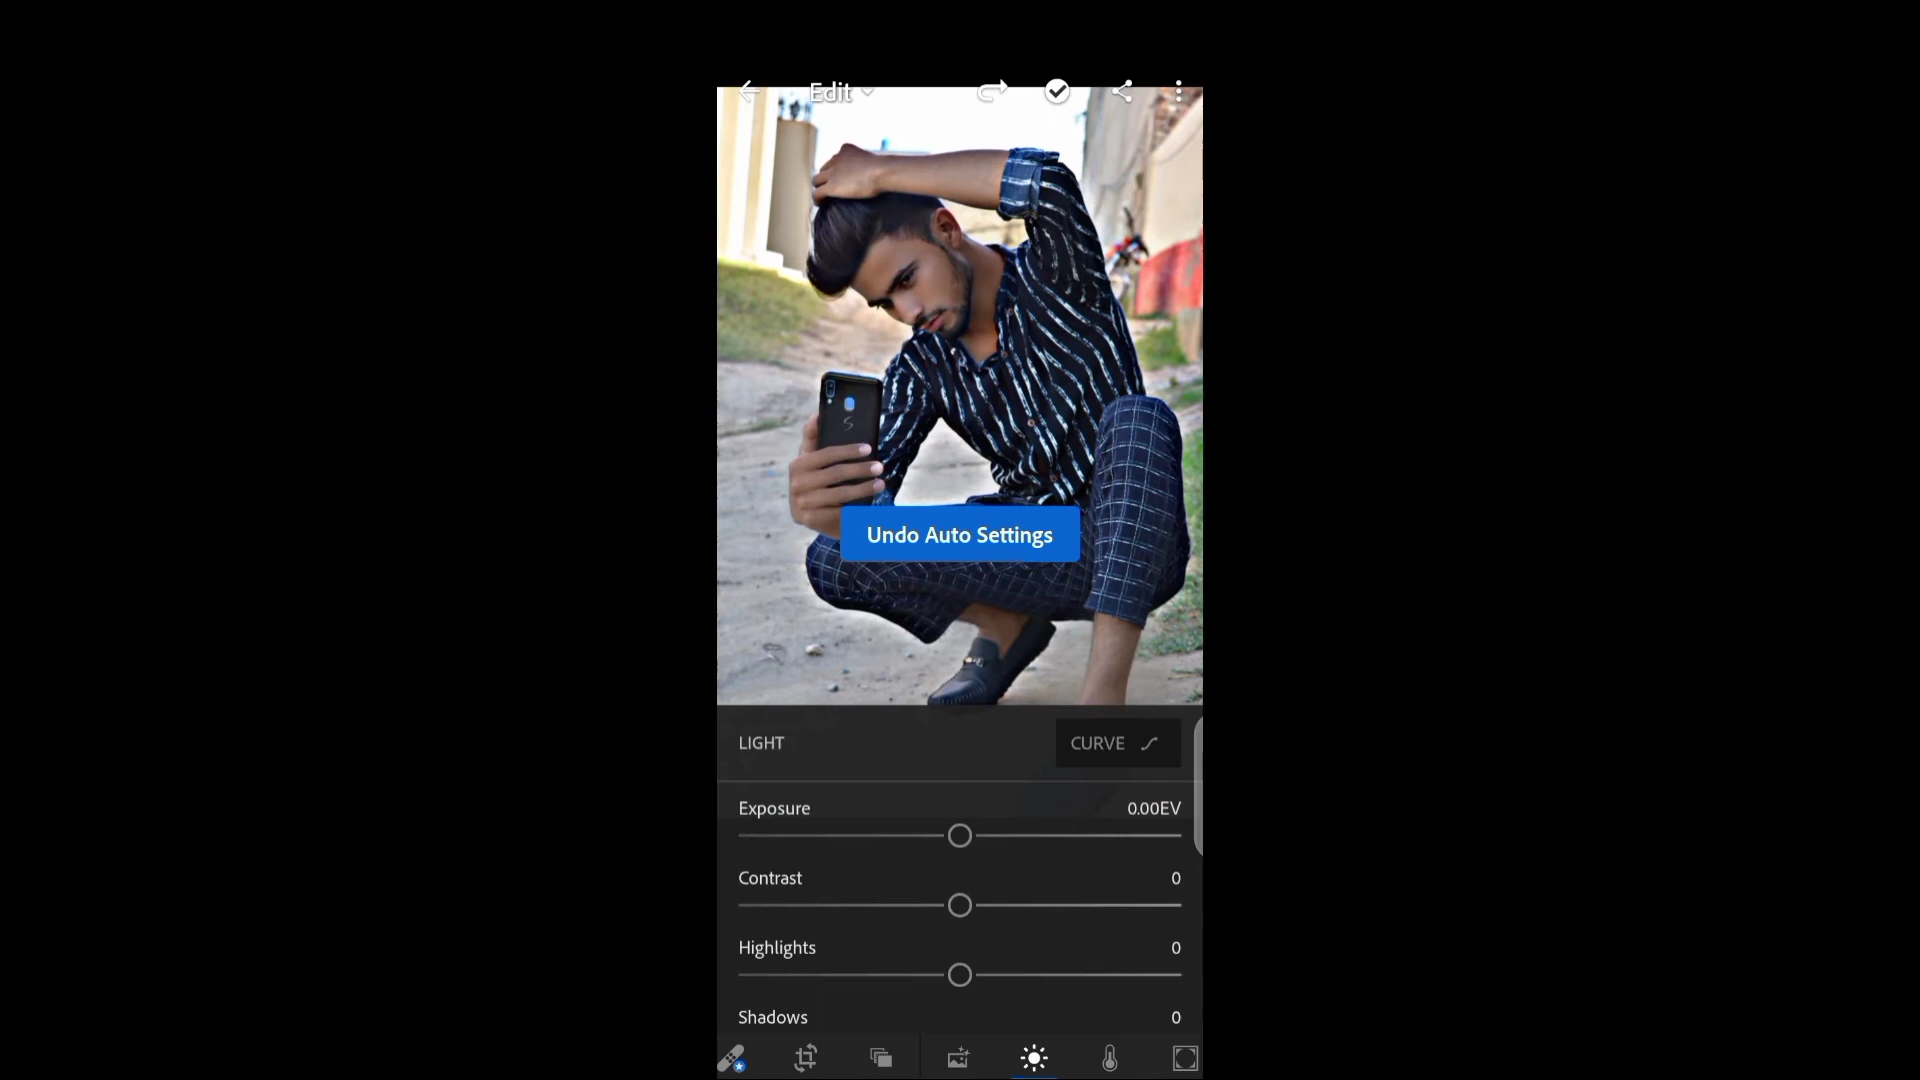 Edit
Undo Auto Settings
LIGHT
CURVE
Exposure
0.00EV
Contrast
0
Highlights
0
Shadows
0